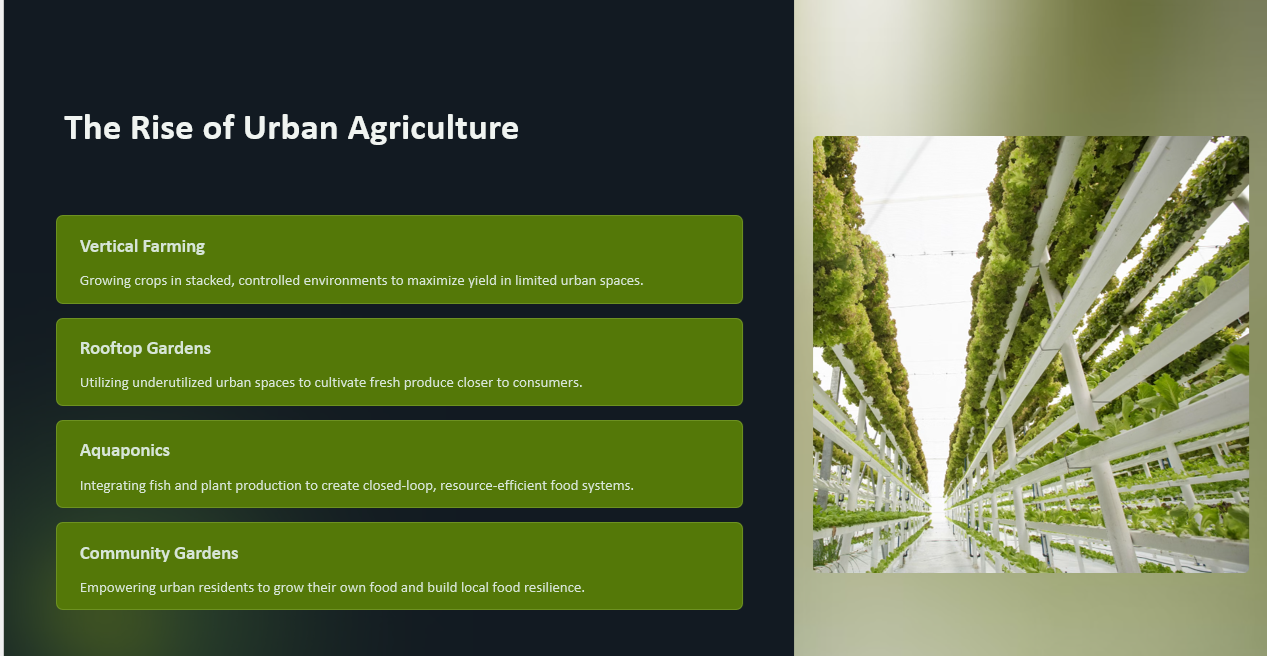 The Rise of Urban Agriculture
Vertical Farming
Growing crops in stacked, controlled environments to maximize yield in limited urban spaces.
Rooftop Gardens
Utilizing underutilized urban spaces to cultivate fresh produce closer to consumers.
Aquaponics
Integrating fish and plant production to create closed-loop, resource-efficient food systems.
Community Gardens
Empowering urban residents to grow their own food and build local food resilience.